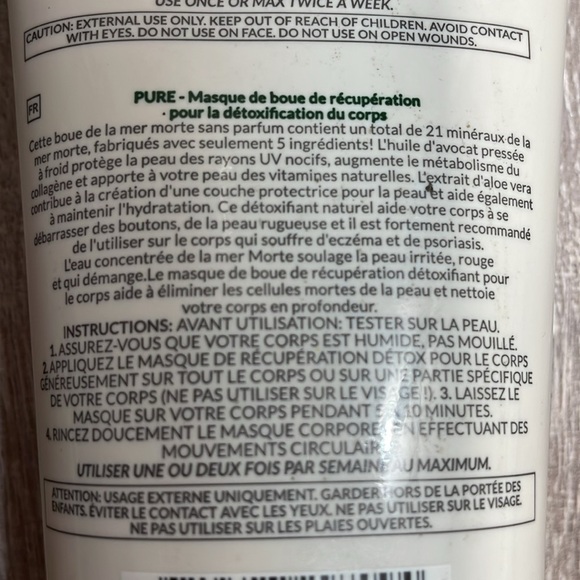 USE ONCE OR MAX TWICE A WEEK.
CAUTION: EXTERNAL USE ONLY. KEEP OUT OF REACH OF CHILDREN. AVOID CONTACT
WITH EYES. DO NOT USE ON FACE. DO NOT USE ON OPEN WOUNDS.
FR
PURE - Masque de boue de récupération
pour la détoxification du corps
Cette boue de la mer morte sans parfum contient un total de 21 minéraux de la
mer morte, fabriqués avec seulement 5 ingrédients! L'huile d'avocat pressée
à froid protège la peau des rayons UV nocifs, augmente le métabolisme du
collagène et apporte à votre peau des vitamines naturelles. L'extrait d'aloe vera
contribue à la création d'une couche protectrice pour la peau et aide également
à maintenir l'hydratation. Ce détoxifiant naturel aide votre corps à se
débarrasser des boutons, de la peau rugueuse et il est fortement recommandé
de l'utiliser sur le corps qui souffre d'eczéma et de psoriasis.
L'eau concentrée de la mer Morte soulage la peau irritée, rouge
et qui démange.Le masque de boue de récupération détoxifiant pour
le corps aide à éliminer les cellules mortes de la peau et nettoie
votre corps en profondeur.
INSTRUCTIONS: AVANT UTILISATION: TESTER SUR LA PEAU.
1. ASSUREZ-VOUS QUE VOTRE CORPS EST HUMIDE, PAS MOUILLÉ.
2. APPLIQUEZ LE MASQUE DE RÉCUPÉRATION DÉTOX POUR LE CORPS
GÉNÉREUSEMENT SUR TOUT LE CORPS OU SUR UNE PARTIE SPÉCIFIQUE
DE VOTRE CORPS (NE PAS UTILISER SUR LE VISAGE !). 3. LAISSEZ LE
MASQUE SUR VOTRE CORPS PENDANT 5 10 MINUTES.
4. RINCEZ DOUCEMENT LE MASQUE CORPOREL EN EFFECTUANT DES
MOUVEMENTS CIRCULAIR
UTILISER UNE OU DEUX FOIS PAR SEMAINE AU MAXIMUM.
ATTENTION: USAGE EXTERNE UNIQUEMENT. GARDER HORS DE LA PORTÉE DES
ENFANTS. ÉVITER LE CONTACT AVEC LES YEUX. NE PAS UTILISER SUR LE VISAGE.
NE PAS UTILISER SUR LES PLAIES OUVERTES.